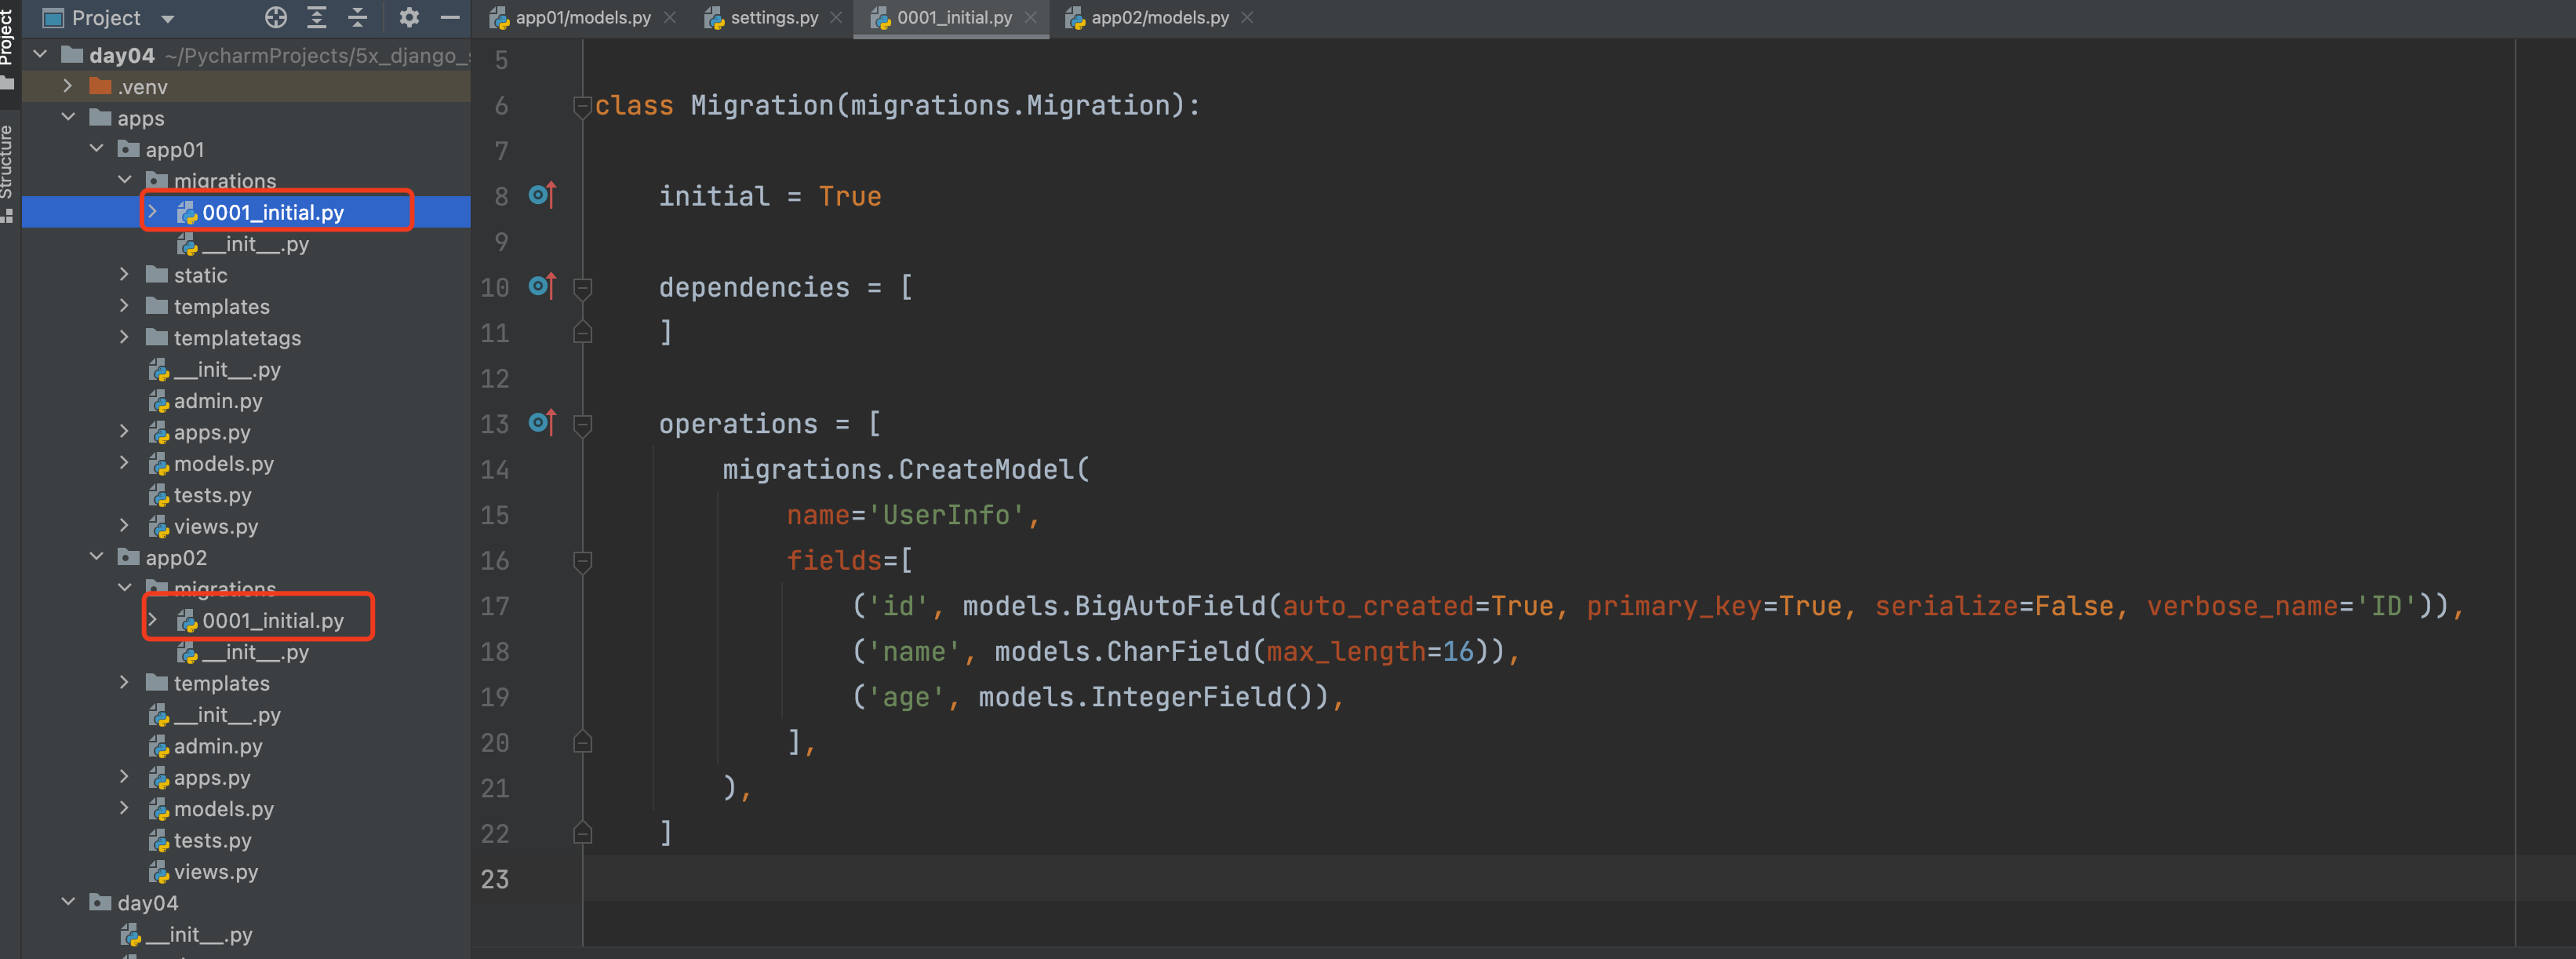 Project
app01/models.py
settings.py
0001_initial.py
app02/models.py
Project
Structure
day04 ~/PycharmProjects/5x_django_
.venv
apps
app01
migrations
0001_initial.py
__init__.py
static
templates
templatetags
__init__.py
admin.py
apps.py
models.py
tests.py
views.py
app02
migrations
0001_initial.py
__init__.py
templates
__init__.py
admin.py
apps.py
models.py
tests.py
views.py
day04
__init__.py
5
6 class Migration(migrations.Migration):
7
8     initial = True
9
10     dependencies = [
11     ]
12
13     operations = [
14         migrations.CreateModel(
15             name='UserInfo',
16             fields=[
17                 ('id', models.BigAutoField(auto_created=True, primary_key=True, serialize=False, verbose_name='ID')),
18                 ('name', models.CharField(max_length=16)),
19                 ('age', models.IntegerField()),
20             ],
21         ),
22     ]
23